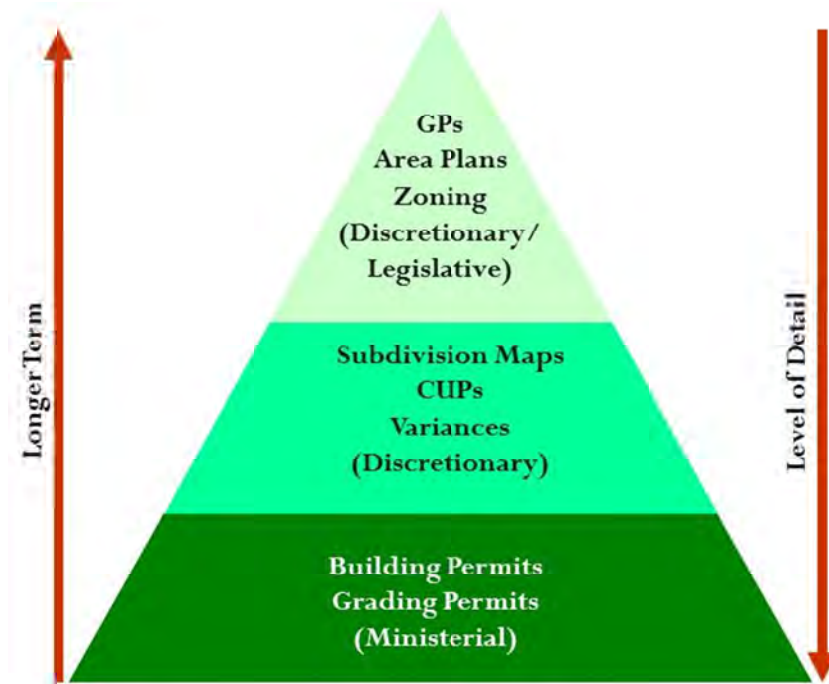 GPs
Area Plans
Zoning
(Discretionary/
Legislative)
Subdivision Maps
CUPs
Variances
(Discretionary)
Building Permits
Grading Permits
(Ministerial)
Longer Term
Level of Detail